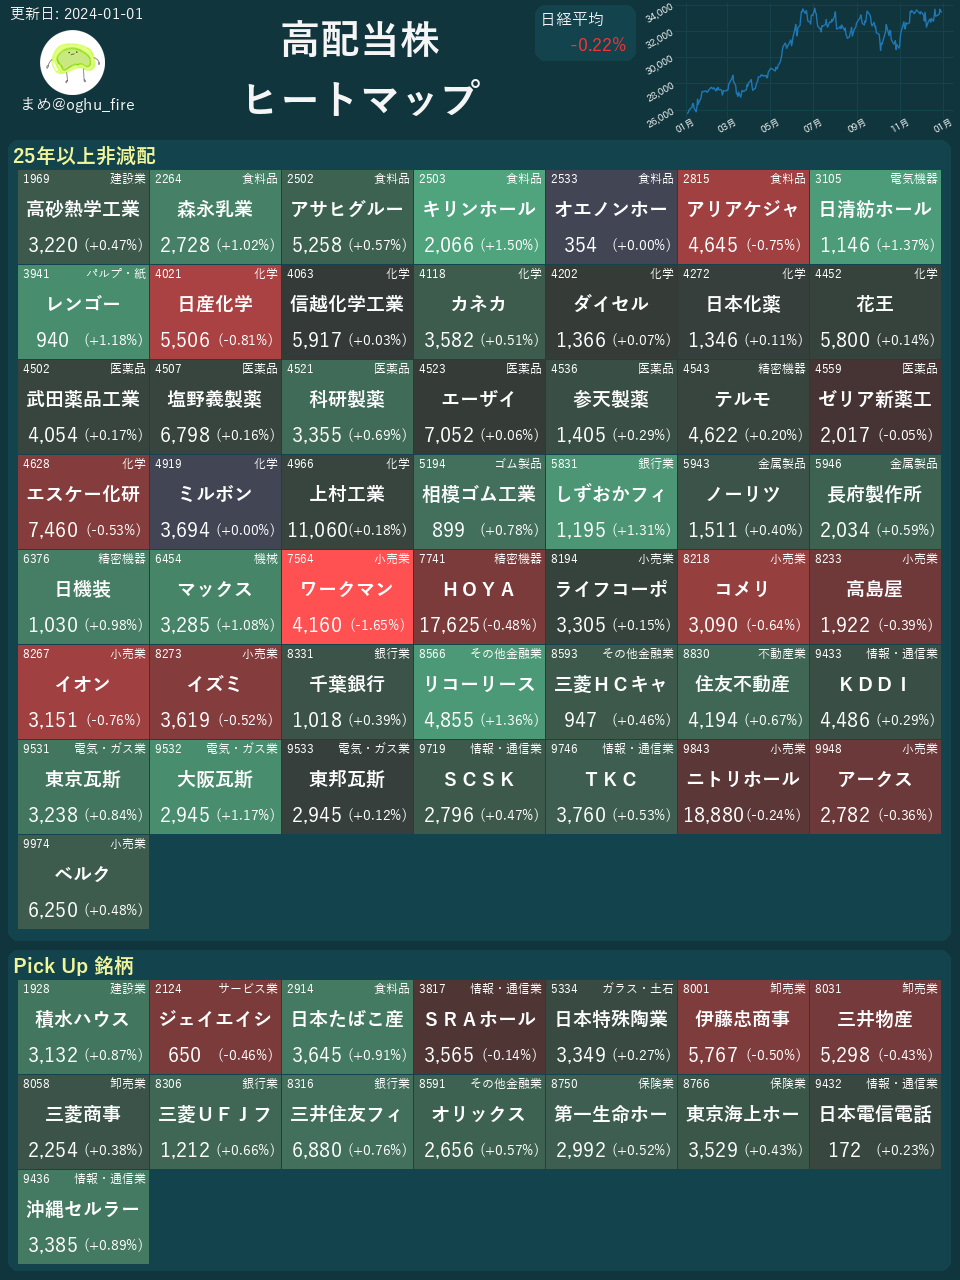 更新日: 2024-01-01
まめ@oghu_fire
高配当株
ヒートマップ
日経平均
-0.22%
34,000
32,000
30,000
28,000
26,000
01月 03月 05月 07月 09月 11月 01月
25年以上非減配
1969 建設業 2264 食料品 2502 食料品 2503 食料品 2533 食料品 2815 食料品 3105 電気機器
高砂熱学工業 森永乳業 アサヒグルー キリンホール オエノンホー アリアケジャ 日清紡ホール
3,220 (+0.47%) 2,728 (+1.02%) 5,258 (+0.57%) 2,066 (+1.50%) 354 (+0.00%) 4,645 (-0.75%) 1,146 (+1.37%)
3941 パルプ・紙 4021 化学 4063 化学 4118 化学 4202 化学 4272 化学 4452 化学
レンゴー 日産化学 信越化学工業 カネカ ダイセル 日本化薬 花王
940 (+1.18%) 5,506 (-0.81%) 5,917 (+0.03%) 3,582 (+0.51%) 1,366 (+0.07%) 1,346 (+0.11%) 5,800 (+0.14%)
4502 医薬品 4507 医薬品 4521 医薬品 4523 医薬品 4536 医薬品 4543 精密機器 4559 医薬品
武田薬品工業 塩野義製薬 科研製薬 エーザイ 参天製薬 テルモ ゼリア新薬工
4,054 (+0.17%) 6,798 (+0.16%) 3,355 (+0.69%) 7,052 (+0.06%) 1,405 (+0.29%) 4,622 (+0.20%) 2,017 (-0.05%)
4628 化学 4919 化学 4966 化学 5194 ゴム製品 5831 銀行業 5943 金属製品 5946 金属製品
エスケー化研 ミルボン 上村工業 相模ゴム工業 しずおかフィ ノーリツ 長府製作所
7,460 (-0.53%) 3,694 (+0.00%) 11,060(+0.18%) 899 (+0.78%) 1,195 (+1.31%) 1,511 (+0.40%) 2,034 (+0.59%)
6376 精密機器 6454 機械 7564 小売業 7741 精密機器 8194 小売業 8218 小売業 8233 小売業
日機装 マックス ワークマン ＨＯＹＡ ライフコーポ コメリ 高島屋
1,030 (+0.98%) 3,285 (+1.08%) 4,160 (-1.65%) 17,625(-0.48%) 3,305 (+0.15%) 3,090 (-0.64%) 1,922 (-0.39%)
8267 小売業 8273 小売業 8331 銀行業 8566 その他金融業 8593 その他金融業 8830 不動産業 9433 情報・通信業
イオン イズミ 千葉銀行 リコーリース 三菱ＨＣキャ 住友不動産 ＫＤＤＩ
3,151 (-0.76%) 3,619 (-0.52%) 1,018 (+0.39%) 4,855 (+1.36%) 947 (+0.46%) 4,194 (+0.67%) 4,486 (+0.29%)
9531 電気・ガス業 9532 電気・ガス業 9533 電気・ガス業 9719 情報・通信業 9746 情報・通信業 9843 小売業 9948 小売業
東京瓦斯 大阪瓦斯 東邦瓦斯 ＳＣＳＫ ＴＫＣ ニトリホール アークス
3,238 (+0.84%) 2,945 (+1.17%) 2,945 (+0.12%) 2,796 (+0.47%) 3,760 (+0.53%) 18,880(-0.24%) 2,782 (-0.36%)
9974 小売業
ベルク
6,250 (+0.48%)
Pick Up 銘柄
1928 建設業 2124 サービス業 2914 食料品 3817 情報・通信業 5334 ガラス・土石 8001 卸売業 8031 卸売業
積水ハウス ジェイエイシ 日本たばこ産 ＳＲＡホール 日本特殊陶業 伊藤忠商事 三井物産
3,132 (+0.87%) 650 (-0.46%) 3,645 (+0.91%) 3,565 (-0.14%) 3,349 (+0.27%) 5,767 (-0.50%) 5,298 (-0.43%)
8058 卸売業 8306 銀行業 8316 銀行業 8591 その他金融業 8750 保険業 8766 保険業 9432 情報・通信業
三菱商事 三菱ＵＦＪフ 三井住友フィ オリックス 第一生命ホー 東京海上ホー 日本電信電話
2,254 (+0.38%) 1,212 (+0.66%) 6,880 (+0.76%) 2,656 (+0.57%) 2,992 (+0.52%) 3,529 (+0.43%) 172 (+0.23%)
9436 情報・通信業
沖縄セルラー
3,385 (+0.89%)